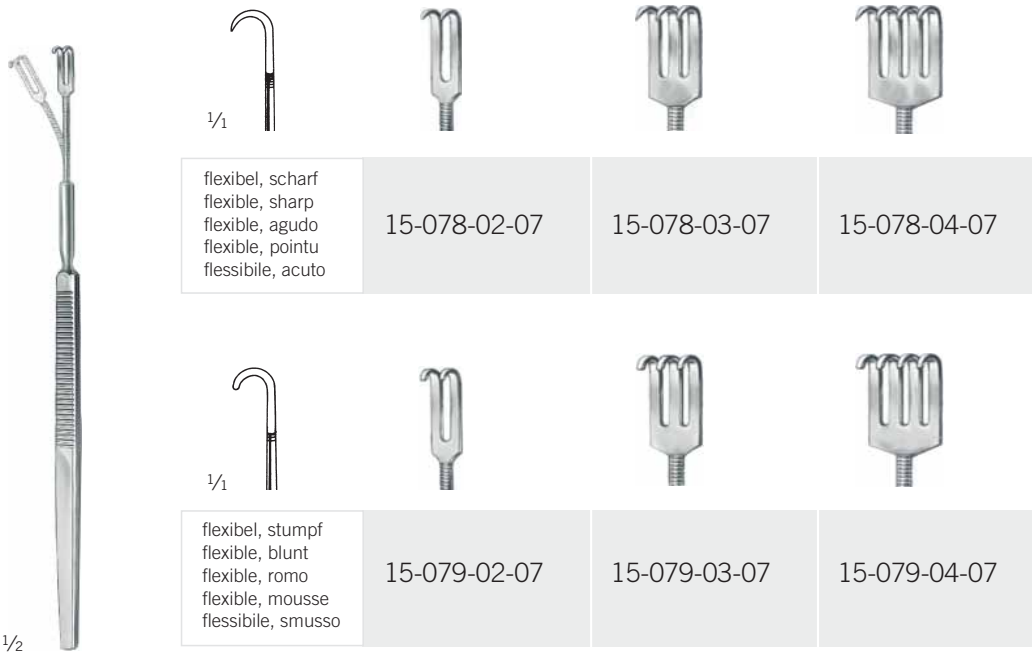 1/1
flexibel, scharf
flexible, sharp
flexible, agudo
flexible, pointu
flessibile, acuto
15-078-02-07
15-078-03-07
15-078-04-07
1/1
flexibel, stumpf
flexible, blunt
flexible, romo
flexible, mousse
flessibile, smusso
15-079-02-07
15-079-03-07
15-079-04-07
1/2